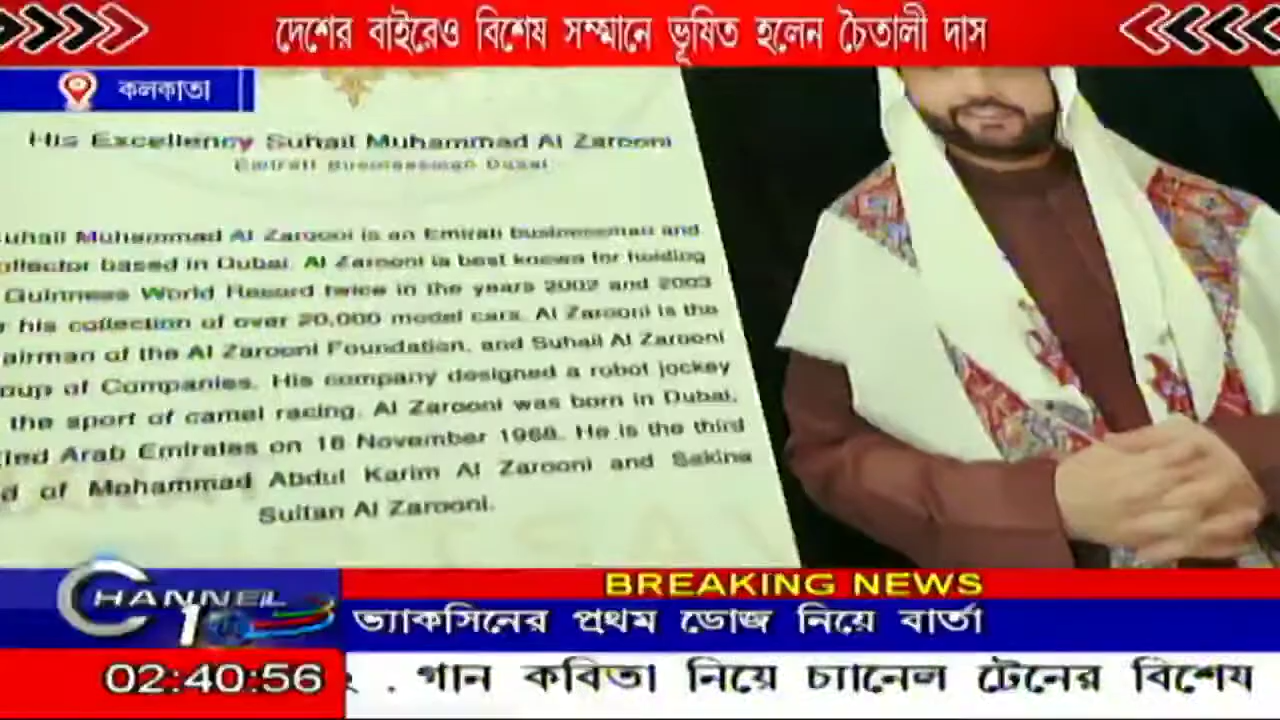 দেশের বাইরেও বিশেষ সম্মানে ভূষিত হলেন চৈতালী দাস
কলকাতা
His Excellency Suhail Muhammad Al Zarooni
Emirati Businessman Dubai
uhail Muhammad Al Zarooni is an Emirati businessman and
ollector based in Dubai. Al Zarooni is best known for holding
Guinness World Record twice in the years 2002 and 2003
r his collection of over 20,000 model cars. Al Zarooni is the
airman of the Al Zarooni Foundation, and Suhail Al Zarooni
oup of Companies. His company designed a robot jockey
the sport of camel racing. Al Zarooni was born in Dubai,
ited Arab Emirates on 18 November 1968. He is the third
d of Mohammad Abdul Karim Al Zarooni and Sakina
Sultan Al Zarooni.
BREAKING NEWS
CHANNEL
ভ্যাকসিনের প্রথম ডোজ নিয়ে বার্তা
02:40:56
২ . গান কবিতা নিয়ে চ্যানেল টেনের বিশেষ